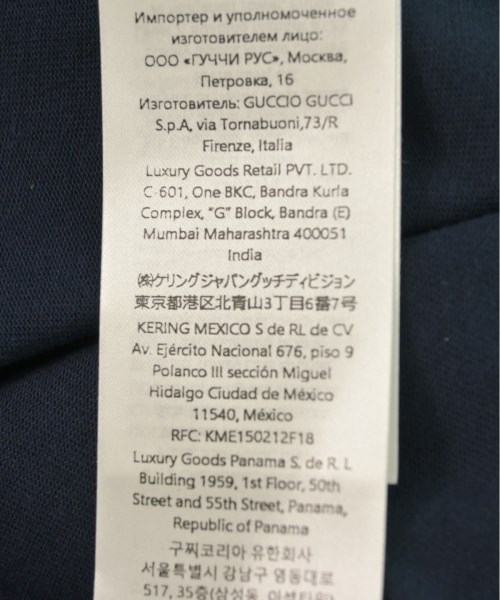 Импортер и уполномоченное
изготовителем лицо:
ООО «ГУЧЧИ РУС», Москва,
Петровка, 16
Изготовитель: GUCCIO GUCCI
S.p.A, via Tornabuoni,73/R
Firenze, Italia
Luxury Goods Retail PVT. LTD.
C-601, One BKC, Bandra Kurla
Complex, "G" Block, Bandra (E)
Mumbai Maharashtra 400051
India
㈱ケリングジャパングッチディビジョン
東京都港区北青山3丁目6番7号
KERING MEXICO S de RL de CV
Av. Ejército Nacional 676, piso 9
Polanco III sección Miguel
Hidalgo Ciudad de México
11540, México
RFC: KME150212F18
Luxury Goods Panama S. de R. L
Building 1959, 1st Floor, 50th
Street and 55th Street, Panama,
Republic of Panama
구찌코리아 유한회사
서울특별시 강남구 영동대로
517, 35층(삼성동, 아셈타워)